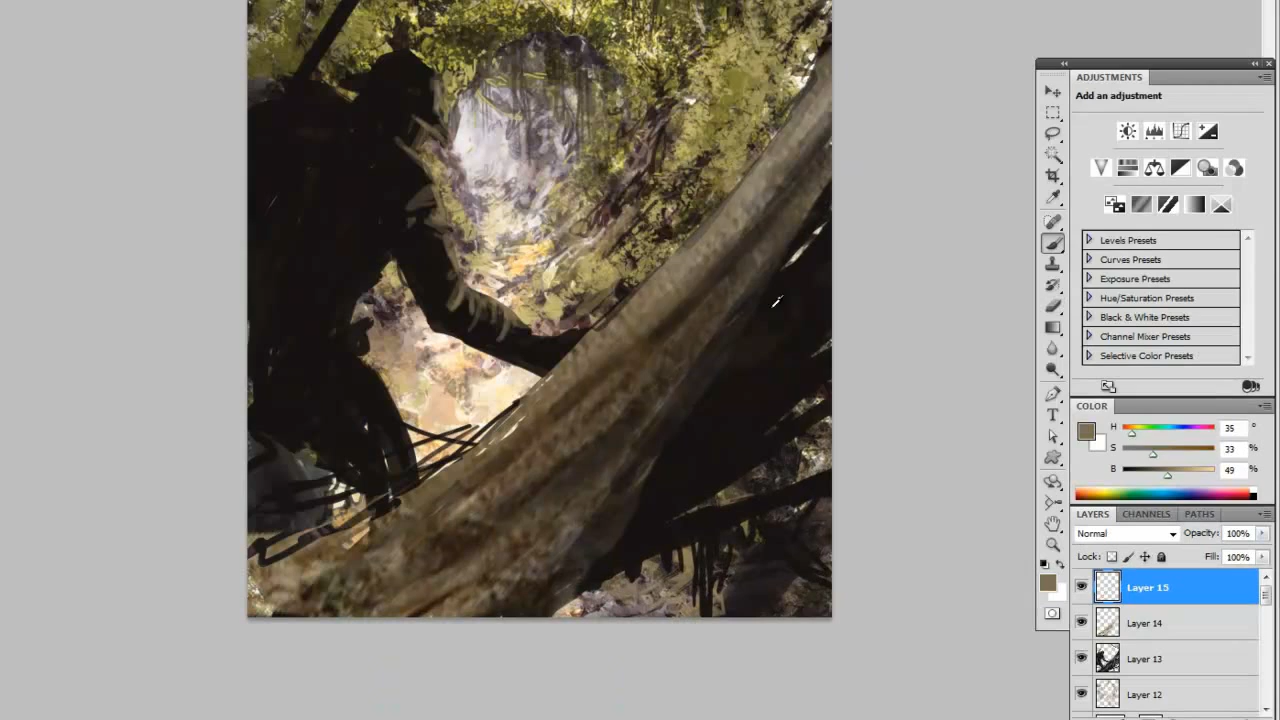 ADJUSTMENTS
Add an adjustment
Levels Presets
Curves Presets
Exposure Presets
Hue/Saturation Presets
Black & White Presets
Channel Mixer Presets
Selective Color Presets
COLOR
H 35 °
S 33 %
B 49 %
LAYERS CHANNELS PATHS
Normal Opacity: 100%
Lock: Fill: 100%
Layer 15
Layer 14
Layer 13
Layer 12